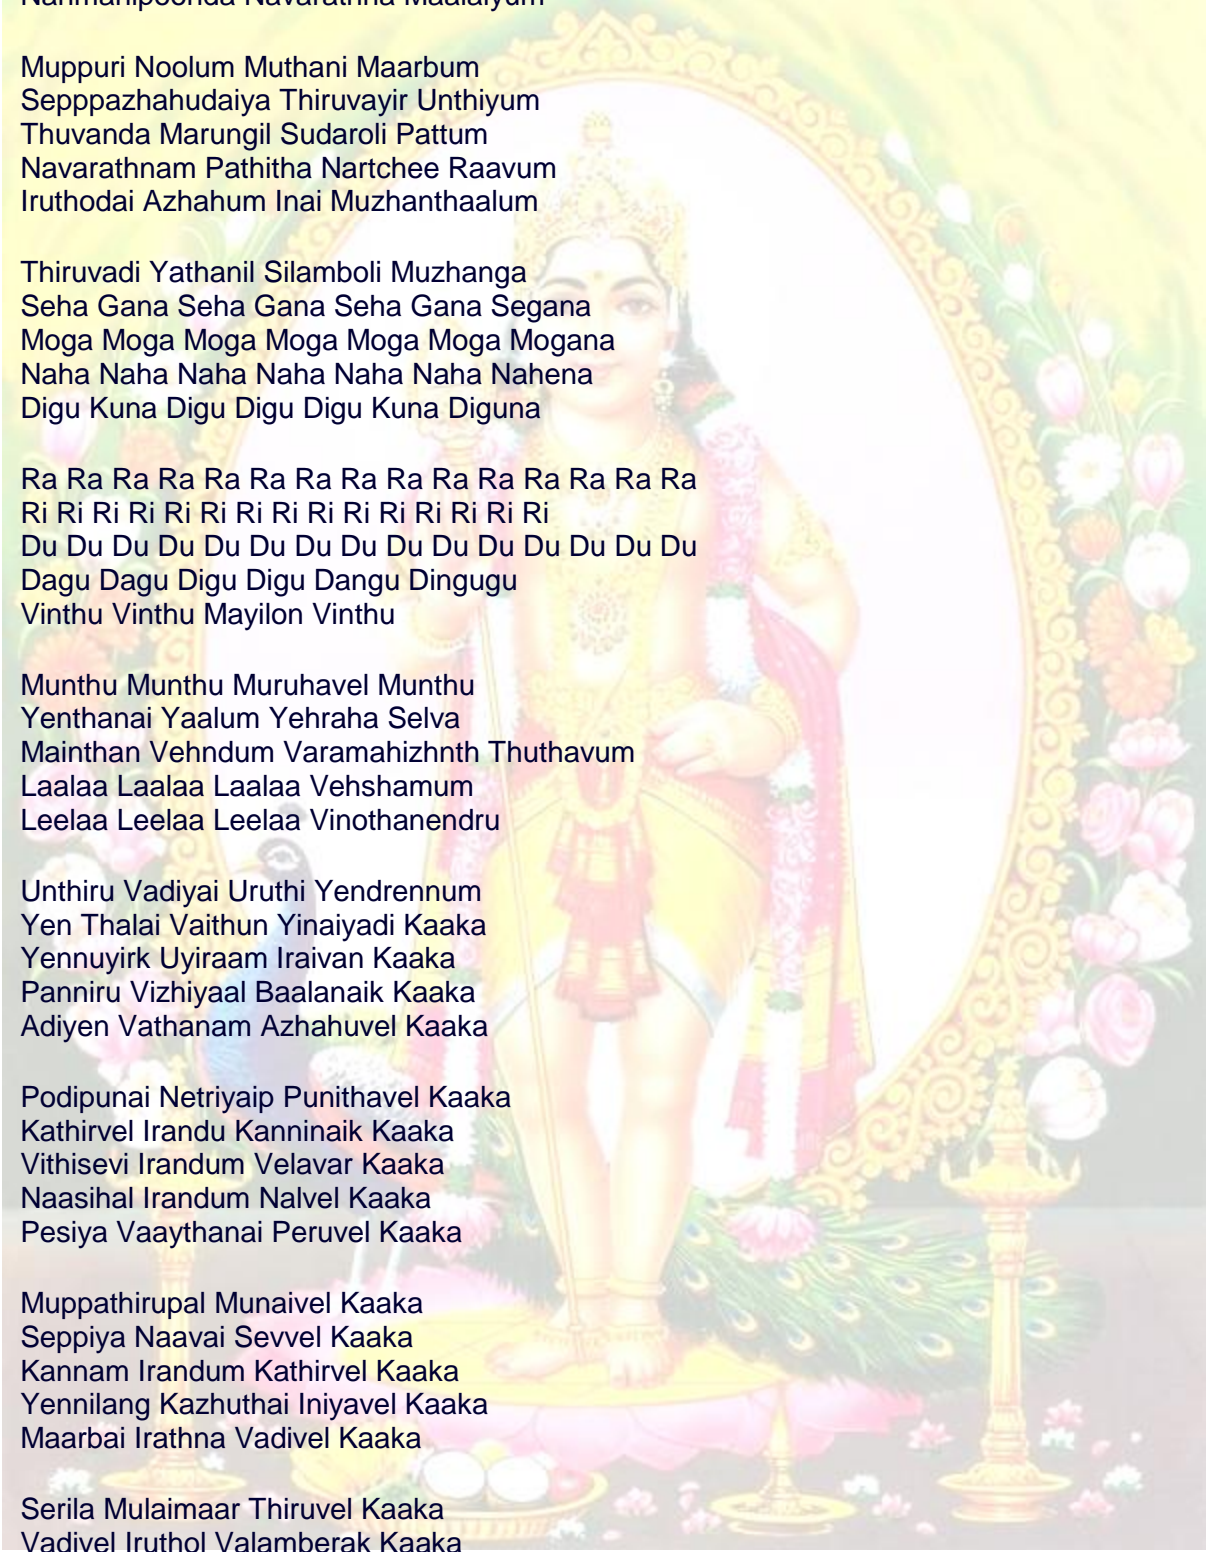 Nanmanipoonda Navarathna Maalaiyum
Muppuri Noolum Muthani Maarbum
Sepppazhahudaiya Thiruvayir Unthiyum
Thuvanda Marungil Sudaroli Pattum
Navarathnam Pathitha Nartchee Raavum
Iruthodai Azhahum Inai Muzhanthaalum
Thiruvadi Yathanil Silamboli Muzhanga
Seha Gana Seha Gana Seha Gana Segana
Moga Moga Moga Moga Moga Moga Mogana
Naha Naha Naha Naha Naha Naha Nahena
Digu Kuna Digu Digu Digu Kuna Diguna
Ra Ra Ra Ra Ra Ra Ra Ra Ra Ra Ra Ra Ra Ra Ra
Ri Ri Ri Ri Ri Ri Ri Ri Ri Ri Ri Ri Ri Ri Ri
Du Du Du Du Du Du Du Du Du Du Du Du Du Du Du
Dagu Dagu Digu Digu Dangu Dingugu
Vinthu Vinthu Mayilon Vinthu
Munthu Munthu Muruhavel Munthu
Yenthanai Yaalum Yehraha Selva
Mainthan Vehndum Varamahizhnth Thuthavum
Laalaa Laalaa Laalaa Vehshamum
Leelaa Leelaa Leelaa Vinothanendru
Unthiru Vadiyai Uruthi Yendrennum
Yen Thalai Vaithun Yinaiyadi Kaaka
Yennuyirk Uyiraam Iraivan Kaaka
Panniru Vizhiyaal Baalanaik Kaaka
Adiyen Vathanam Azhahuvel Kaaka
Podipunai Netriyaip Punithavel Kaaka
Kathirvel Irandu Kanninaik Kaaka
Vithisevi Irandum Velavar Kaaka
Naasihal Irandum Nalvel Kaaka
Pesiya Vaaythanai Peruvel Kaaka
Muppathirupal Munaivel Kaaka
Seppiya Naavai Sevvel Kaaka
Kannam Irandum Kathirvel Kaaka
Yennilang Kazhuthai Iniyavel Kaaka
Maarbai Irathna Vadivel Kaaka
Serila Mulaimaar Thiruvel Kaaka
Vadivel Iruthol Valamberak Kaaka